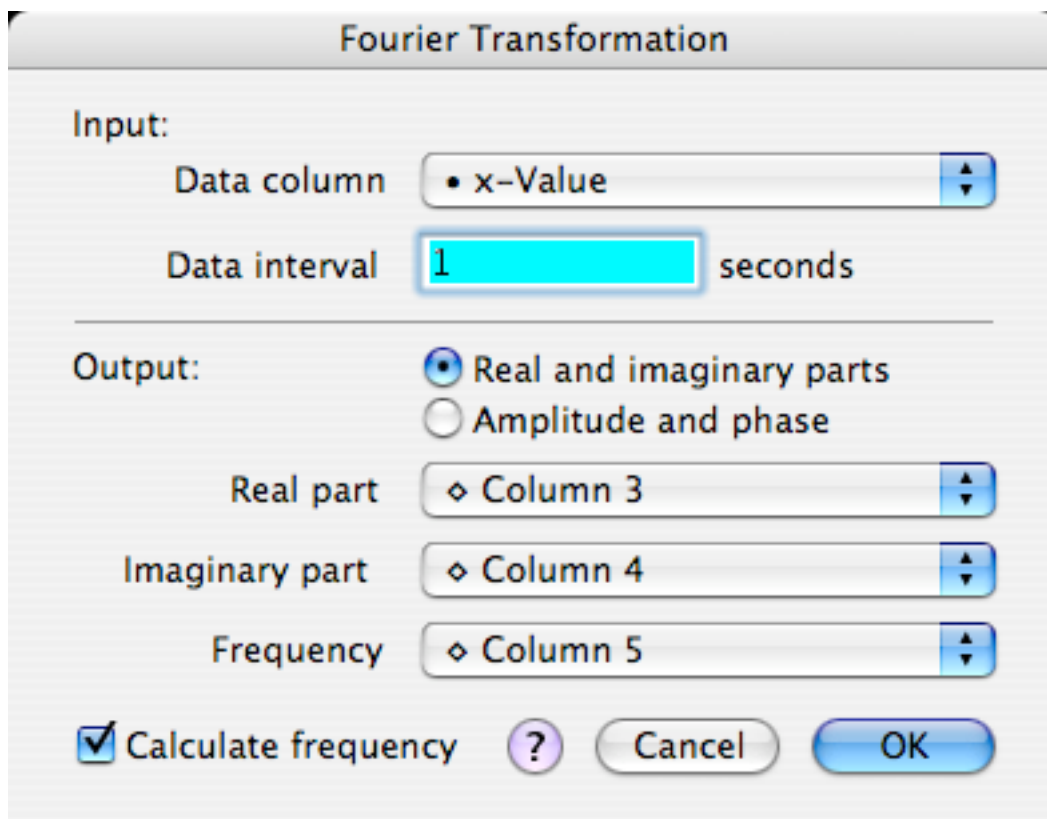 Fourier Transformation
Input:
Data column • x-Value
Data interval 1 seconds
Output: Real and imaginary parts
Amplitude and phase
Real part ⋄ Column 3
Imaginary part ⋄ Column 4
Frequency ⋄ Column 5
Calculate frequency ? Cancel OK